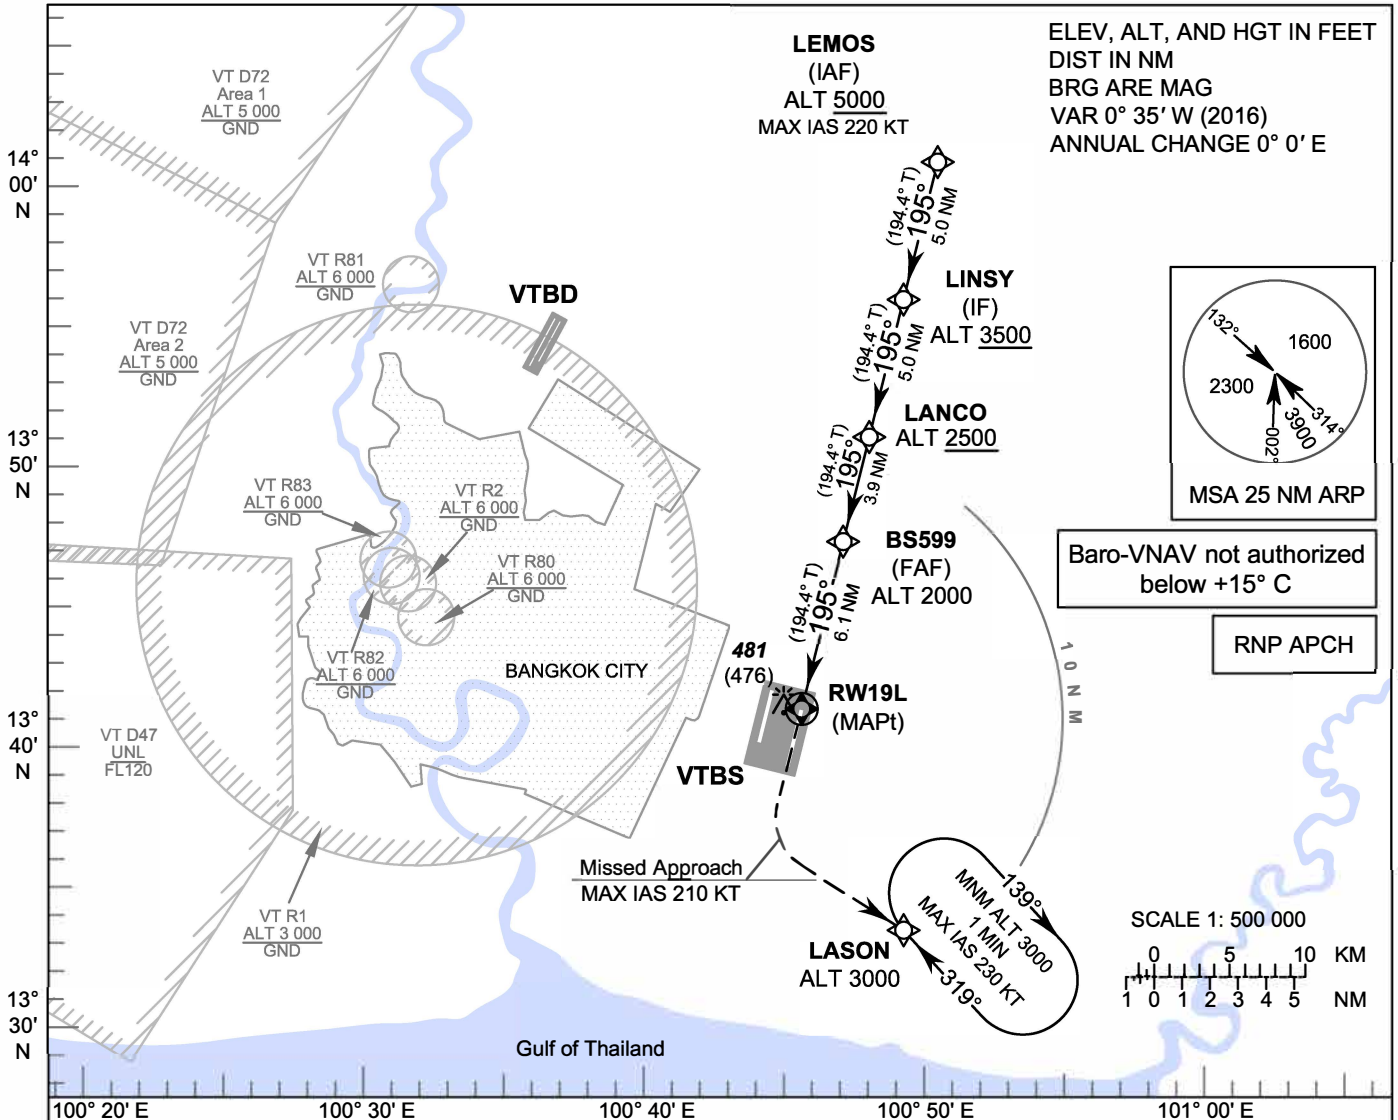 LEMOS
(IAF)
ALT 5000
MAX IAS 220 KT
ELEV, ALT, AND HGT IN FEET
DIST IN NM
BRG ARE MAG
VAR 0° 35′ W (2016)
ANNUAL CHANGE 0° 0′ E
VT D72
Area 1
ALT 5 000
GND
14°
00'
N
(194.4° T)
195°
5.0 NM
VT R81
ALT 6 000
GND
VTBD
LINSY
(IF)
ALT 3500
132°
1600
2300
3900
314°
002°
MSA 25 NM ARP
VT D72
Area 2
ALT 5 000
GND
(194.4° T)
195°
5.0 NM
LANCO
ALT 2500
13°
50'
N
(194.4° T)
195°
3.9 NM
VT R83
ALT 6 000
GND
VT R2
ALT 6 000
GND
VT R80
ALT 6 000
GND
BS599
(FAF)
ALT 2000
Baro-VNAV not authorized
below +15° C
RNP APCH
(194.4° T)
195°
6.1 NM
10NM
VT R82
ALT 6 000
GND
BANGKOK CITY
481
(476)
RW19L
(MAPt)
13°
40'
N
VT D47
UNL
FL120
VTBS
Missed Approach
MAX IAS 210 KT
139°
MNM ALT 3000
1 MIN
MAX IAS 230 KT
319°
VT R1
ALT 3 000
GND
LASON
ALT 3000
SCALE 1: 500 000
0 5 10 KM
1 0 1 2 3 4 5 NM
13°
30'
N
Gulf of Thailand
100° 20' E 100° 30' E 100° 40' E 100° 50' E 101° 00' E